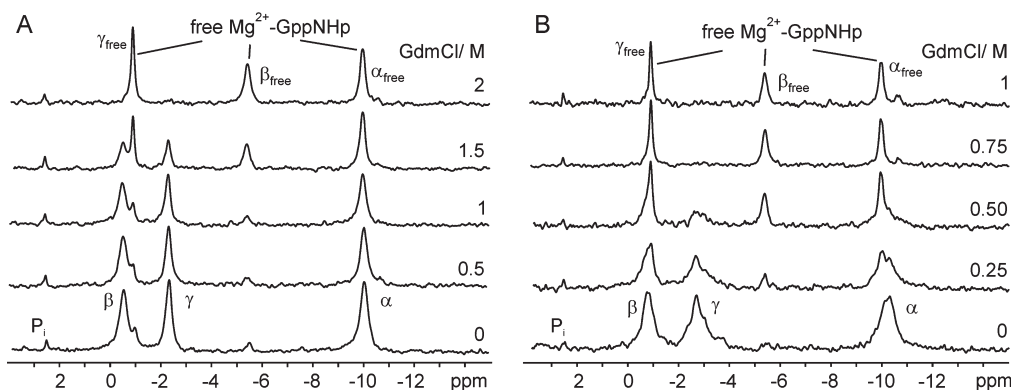 A
γfree
free Mg2+-GppNHp
GdmCl/ M
βfree
αfree
2
1.5
1
0.5
β
γ
α
Pi
0
2 0 -2 -4 -6 -8 -10 -12 ppm
B
γfree
free Mg2+-GppNHp
GdmCl/ M
βfree
αfree
1
0.75
0.50
0.25
β
γ
α
Pi
0
2 0 -2 -4 -6 -8 -10 -12 ppm